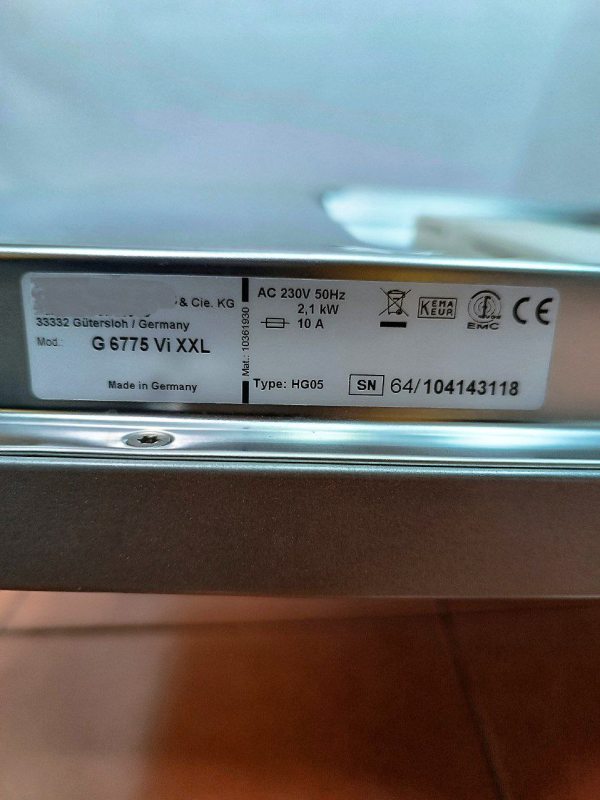 & Cie. KG
33332 Gütersloh / Germany
Mod.: G 6775 Vi XXL
Made in Germany
Mat.: 10361930
AC 230V 50Hz
2,1 kW
10 A
KEMA
KEUR
EMC
CE
Type: HG05
SN 64/104143118